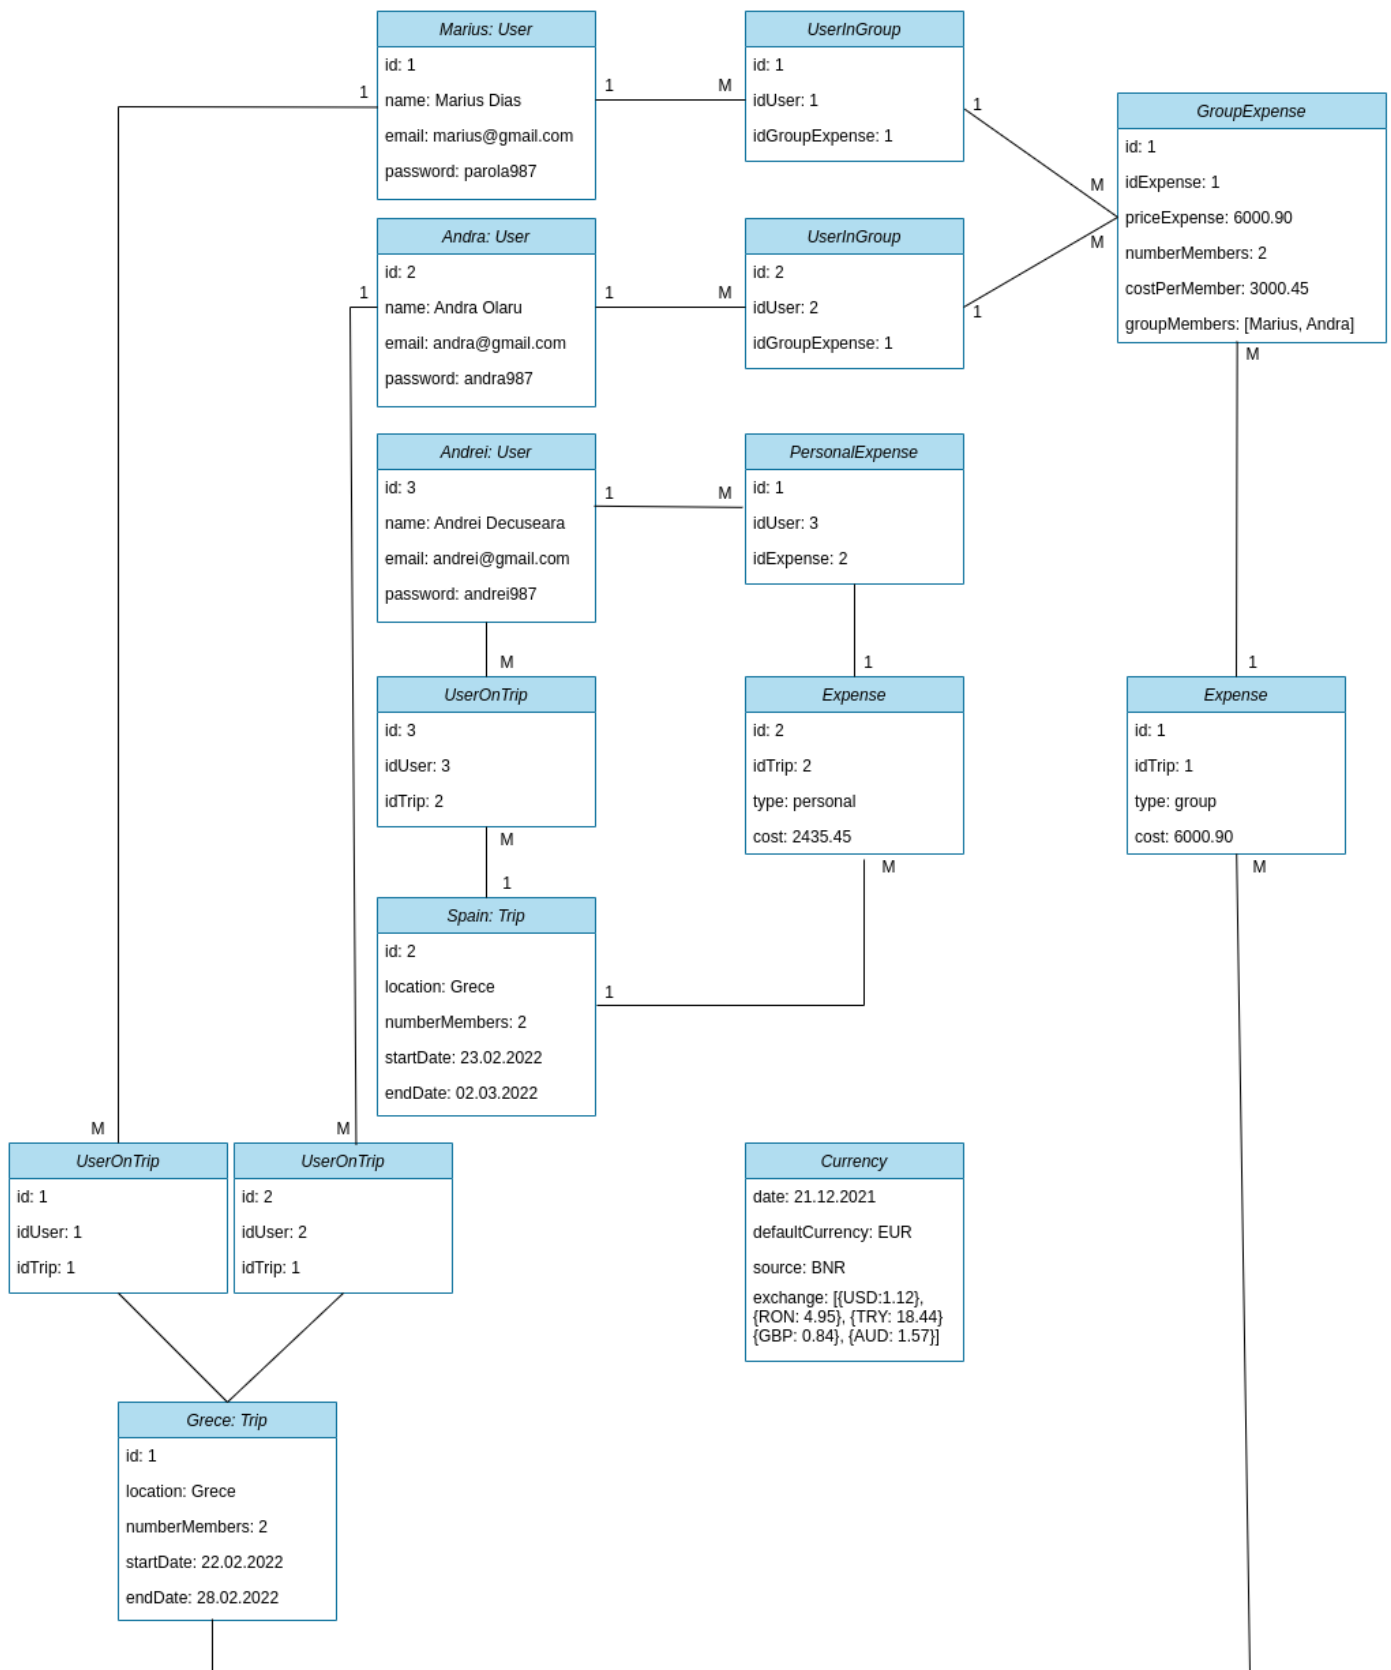 Marius: User
id: 1
name: Marius Dias
email: marius@gmail.com
password: parola987
1
1
M
UserInGroup
id: 1
idUser: 1
idGroupExpense: 1
1
M
GroupExpense
id: 1
idExpense: 1
priceExpense: 6000.90
numberMembers: 2
costPerMember: 3000.45
groupMembers: [Marius, Andra]
M
M
Andra: User
id: 2
name: Andra Olaru
email: andra@gmail.com
password: andra987
1
1
M
UserInGroup
id: 2
idUser: 2
idGroupExpense: 1
1
Andrei: User
id: 3
name: Andrei Decuseara
email: andrei@gmail.com
password: andrei987
1
M
M
PersonalExpense
id: 1
idUser: 3
idExpense: 2
1
1
UserOnTrip
id: 3
idUser: 3
idTrip: 2
M
1
Expense
id: 2
idTrip: 2
type: personal
cost: 2435.45
M
Expense
id: 1
idTrip: 1
type: group
cost: 6000.90
M
Spain: Trip
id: 2
location: Grece
numberMembers: 2
startDate: 23.02.2022
endDate: 02.03.2022
1
M
M
UserOnTrip
id: 1
idUser: 1
idTrip: 1
UserOnTrip
id: 2
idUser: 2
idTrip: 1
Currency
date: 21.12.2021
defaultCurrency: EUR
source: BNR
exchange: [{USD:1.12},
{RON: 4.95}, {TRY: 18.44}
{GBP: 0.84}, {AUD: 1.57}]
Grece: Trip
id: 1
location: Grece
numberMembers: 2
startDate: 22.02.2022
endDate: 28.02.2022